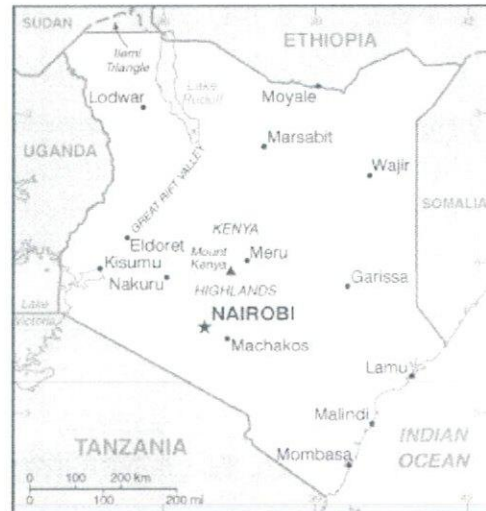 SUDAN
ETHIOPIA
Ilemi
Triangle
Lake
Rudolf
Lodwar
Moyale
Marsabit
UGANDA
Wajir
GREAT RIFT VALLEY
SOMALIA
KENYA
Eldoret
Mount
Kenya
Meru
Kisumu
Nakuru
Garissa
HIGHLANDS
Lake
Victoria
NAIROBI
Machakos
Lamu
Malindi
INDIAN
OCEAN
TANZANIA
Mombasa
0 100 200 km
0 100 200 mi